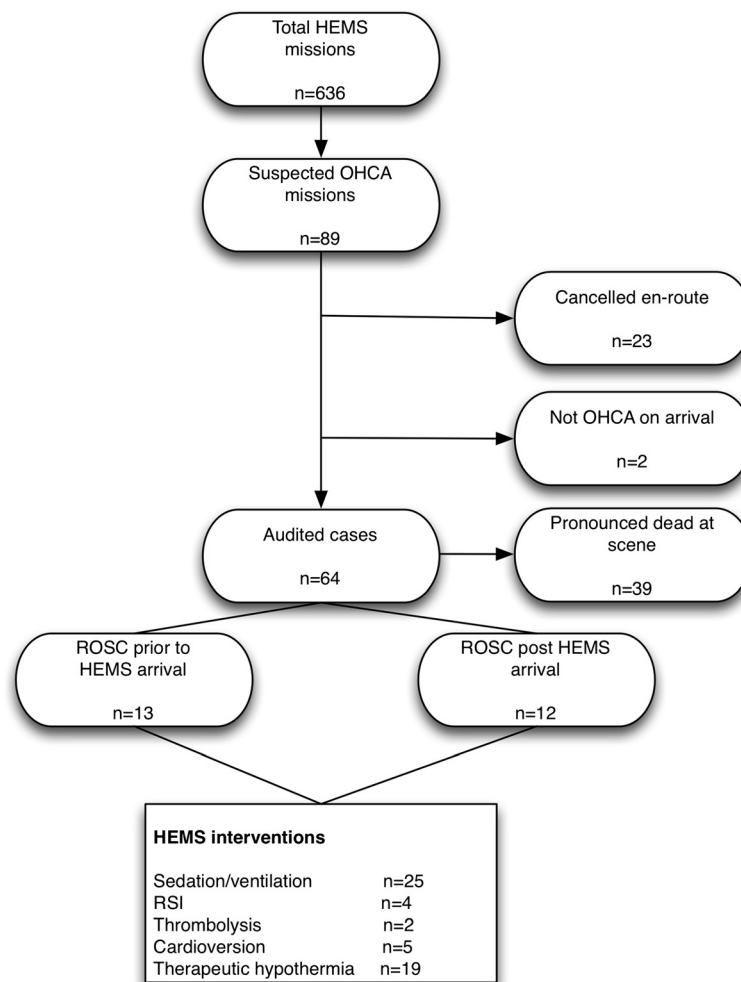 Total HEMS
missions
n=636
Suspected OHCA
missions
n=89
Cancelled en-route
n=23
Not OHCA on arrival
n=2
Audited cases
n=64
Pronounced dead at
scene
n=39
ROSC prior to
HEMS arrival
n=13
ROSC post HEMS
arrival
n=12
HEMS interventions
Sedation/ventilation n=25
RSI n=4
Thrombolysis n=2
Cardioversion n=5
Therapeutic hypothermia n=19